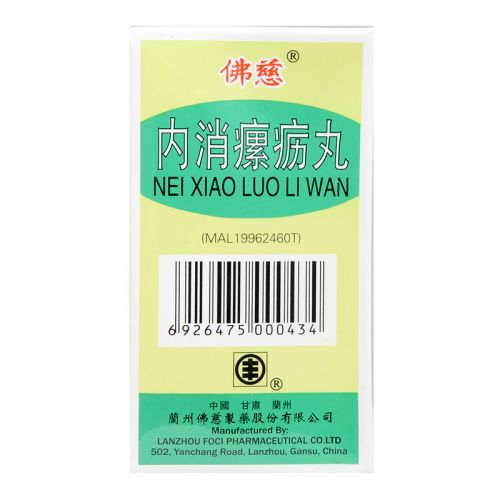 佛慈®
内消瘰疬丸
NEI XIAO LUO LI WAN
(MAL19962460T)
6 926475 000434
®
中國 甘肅 蘭州
蘭州佛慈製藥股份有限公司
Manufactured By:
LANZHOU FOCI PHARMACEUTICAL CO.LTD
502, Yanchang Road, Lanzhou, Gansu, China